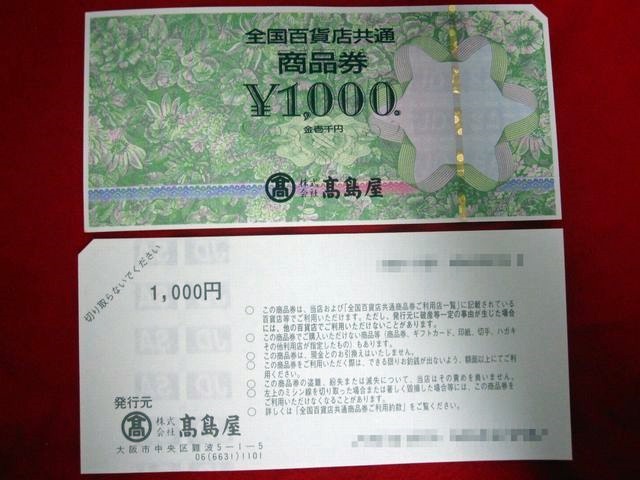 全国百貨店共通
商品券
¥1,000.
金壱千円
髙 株式会社 髙島屋
切り取らないでください
1,000円
○この商品券は、当店および「全国百貨店共通商品券ご利用店一覧」に記載されている
百貨店等でご利用いただけます。ただし、発行元に破産等一定の事由が生じた場合
には、他の百貨店でご利用いただけないことがあります。
○この商品券でご購入いただけない商品等（商品券、ギフトカード、印紙、切手、ハガキ
その他利用店が指定したもの）もあります。
○この商品券は、現金とのお引換えはいたしません。
○この商品券をご利用いただく際は、できる限りお釣銭が出ないよう、額面以上にてご利
用ください。
○この商品券の盗難、紛失または滅失について、当店はその責めを負いません。
○左上のミシン線を切り取った場合または著しく毀損した場合等には、この商品券を
ご利用いただけなくなることがあります。
○詳しくは「全国百貨店共通商品券ご利用約款」をご覧ください。
発行元
髙 株式会社 髙島屋
大阪市中央区難波5-1-5
06(6631)1101